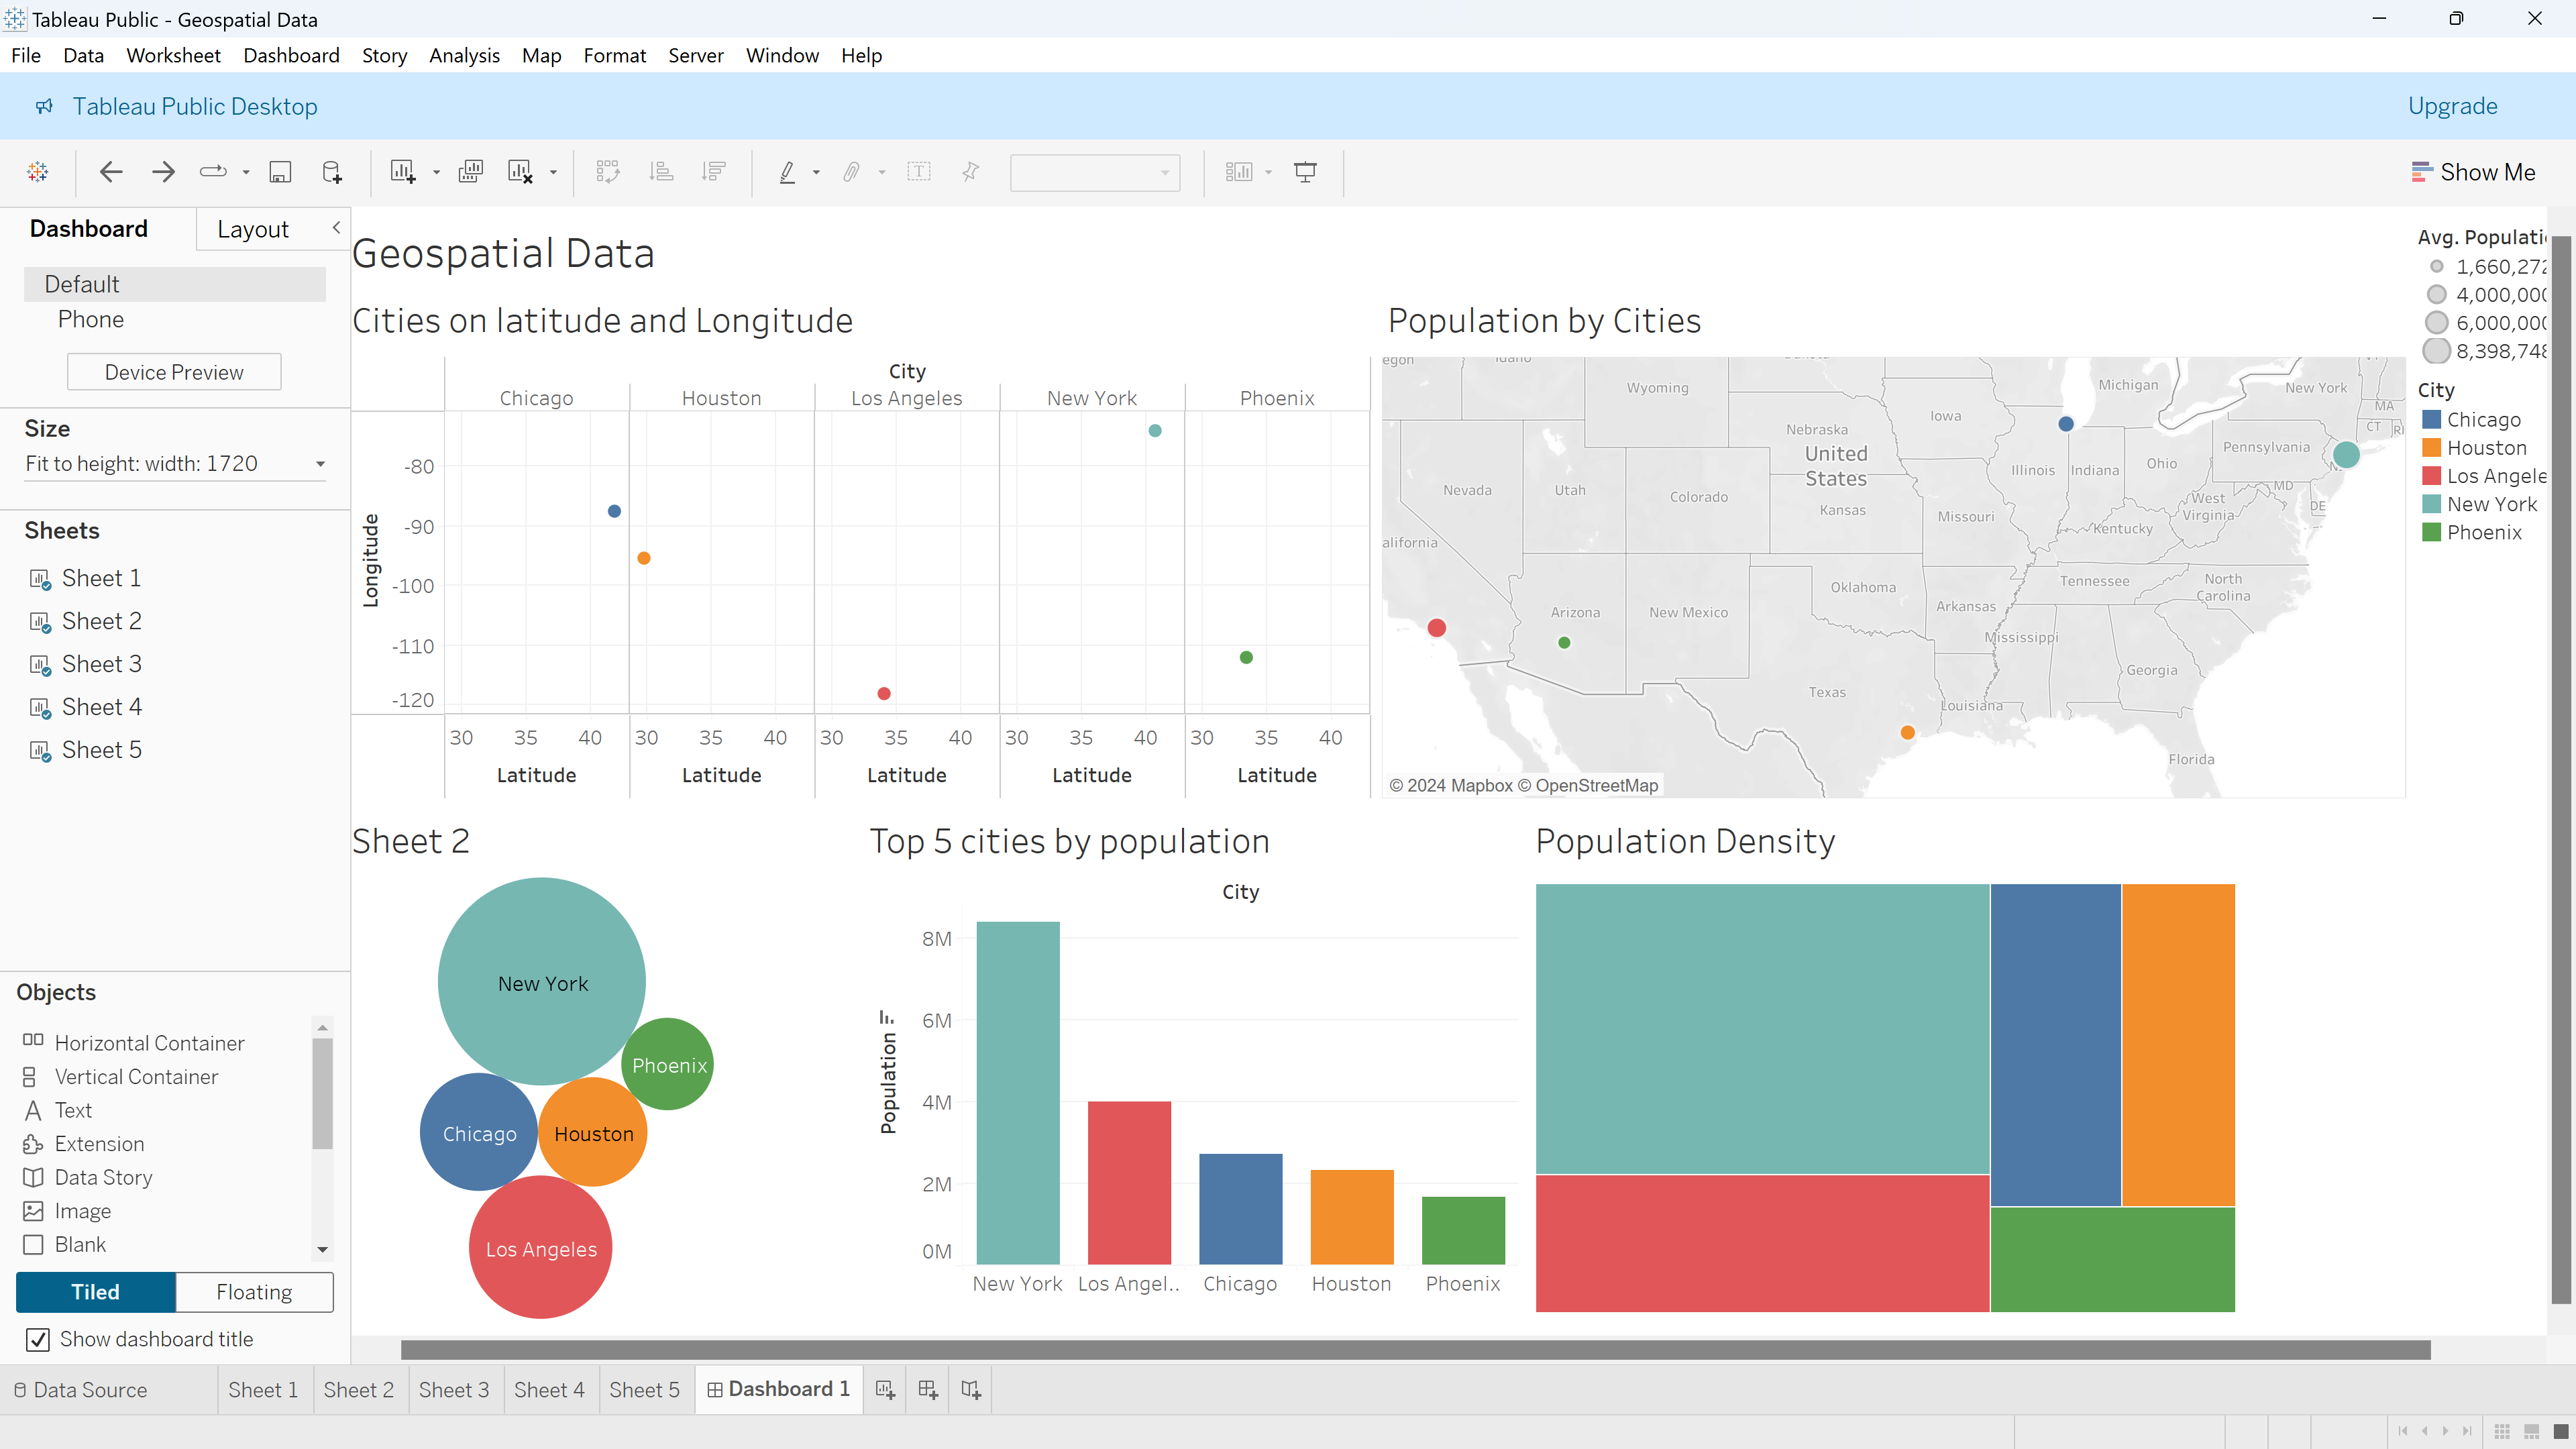 Tableau Public - Geospatial Data
File Data Worksheet Dashboard Story Analysis Map Format Server Window Help
Tableau Public Desktop
Upgrade
Show Me
Dashboard
Layout
Default
Phone
Device Preview
Size
Fit to height: width: 1720
Sheets
Sheet 1
Sheet 2
Sheet 3
Sheet 4
Sheet 5
Objects
Horizontal Container
Vertical Container
Text
Extension
Data Story
Image
Blank
Tiled
Floating
Show dashboard title
Geospatial Data
Cities on latitude and Longitude
City
Chicago Houston Los Angeles New York Phoenix
Longitude
-80
-90
-100
-110
-120
30 35 40 30 35 40 30 35 40 30 35 40 30 35 40
Latitude Latitude Latitude Latitude Latitude
Population by Cities
egon
Idaho
Wyoming
Michigan
New York
MA
Iowa
CT
RI
Nebraska
Pennsylvania
United
States
Nevada
Utah
Colorado
Illinois
Indiana
Ohio
MD
West
Virginia
DE
Kansas
Missouri
Kentucky
alifornia
Oklahoma
Tennessee
North
Carolina
Arizona
New Mexico
Arkansas
Mississippi
Georgia
Texas
Louisiana
Florida
© 2024 Mapbox © OpenStreetMap
Avg. Populati
1,660,272
4,000,000
6,000,000
8,398,748
City
Chicago
Houston
Los Angele
New York
Phoenix
Sheet 2
New York
Phoenix
Chicago
Houston
Los Angeles
Top 5 cities by population
City
Population
8M
6M
4M
2M
0M
New York Los Angel.. Chicago Houston Phoenix
Population Density
Data Source Sheet 1 Sheet 2 Sheet 3 Sheet 4 Sheet 5 Dashboard 1